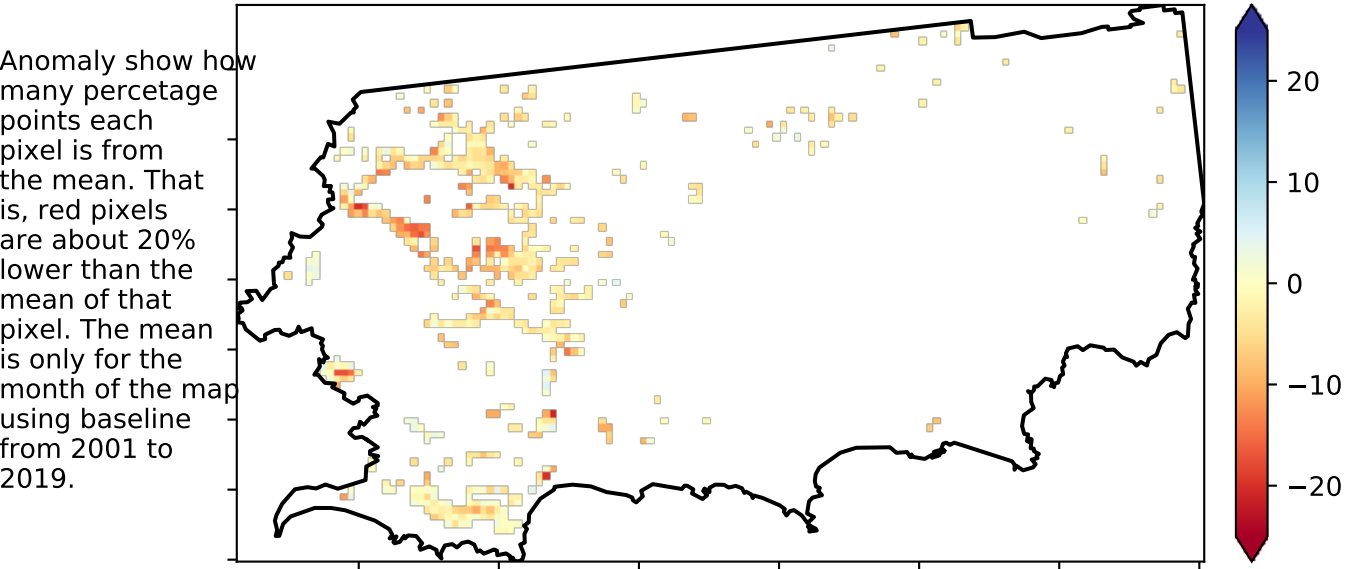 Anomaly show how
many percetage
points each
pixel is from
the mean. That
is, red pixels
are about 20%
lower than the
mean of that
pixel. The mean
is only for the
month of the map
using baseline
from 2001 to
2019.
20
10
0
−10
−20